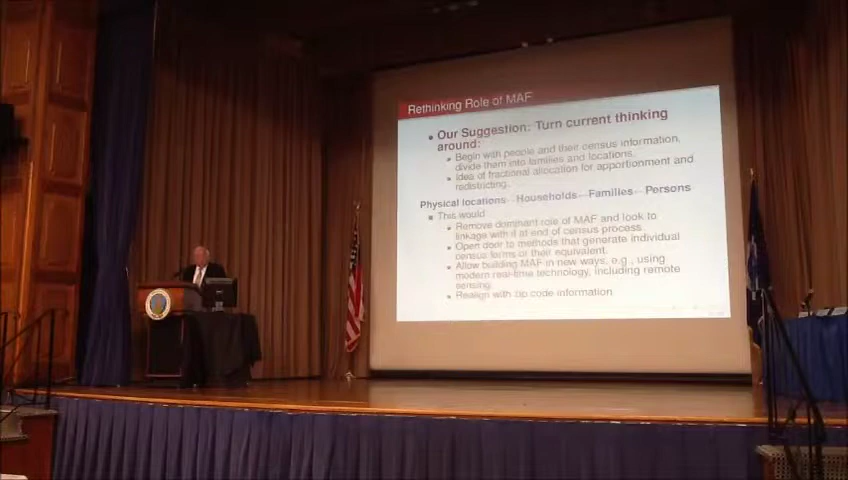 Rethinking Role of MAF
Our Suggestion: Turn current thinking
around:
Begin with people and their census information,
divide them into families and locations.
Idea of fractional allocation for apportionment and
redistricting.
Physical locations--Households--Families--Persons
This would
Remove dominant role of MAF and look to
linkage with it at end of census process.
Open door to methods that generate individual
census forms or their equivalent.
Allow building MAF in new ways, e.g., using
modern real-time technology, including remote
sensing.
Realign with zip code information